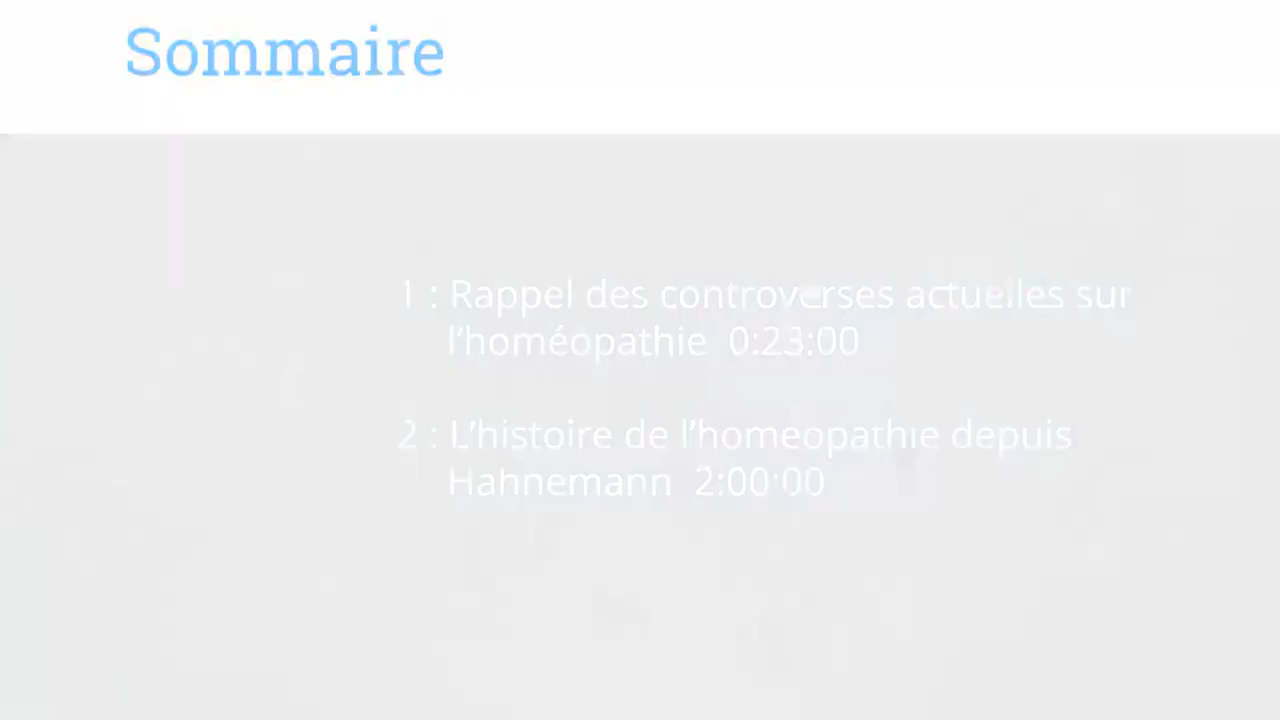 Sommaire
1 : Rappel des controverses actuelles sur
l'homéopathie 0:23:00
2 : L'histoire de l'homeopathie depuis
Hahnemann 2:00:00